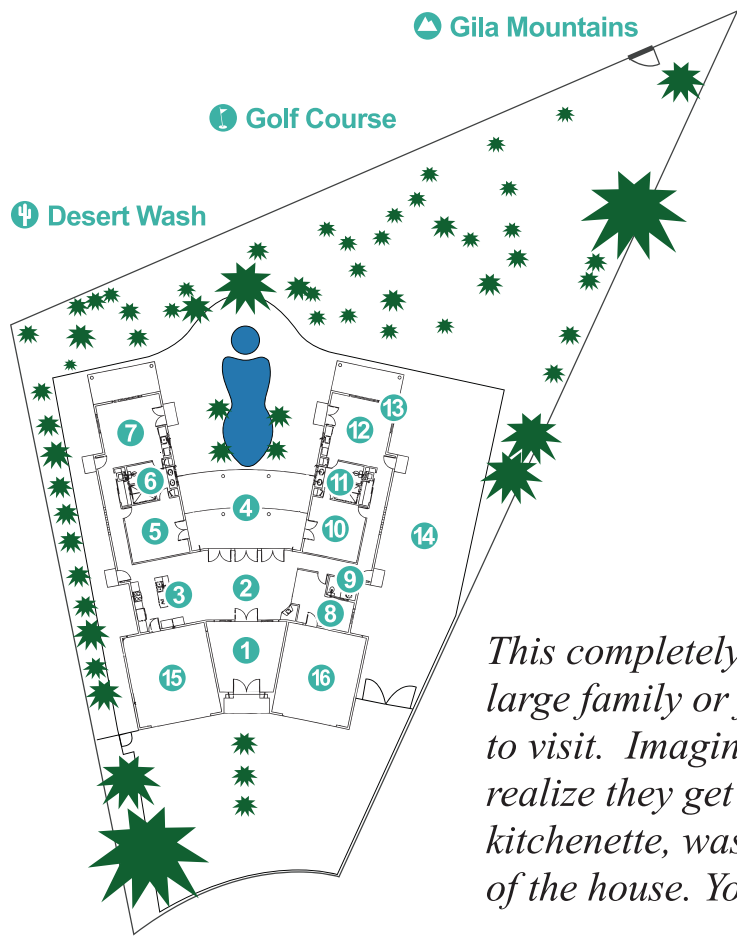 Gila Mountains
Golf Course
Desert Wash
13
7
12
6
11
4
5
10
14
9
3
2
8
1
15
16
This completely
large family or
to visit. Imagin
realize they get
kitchenette, was
of the house. Yo